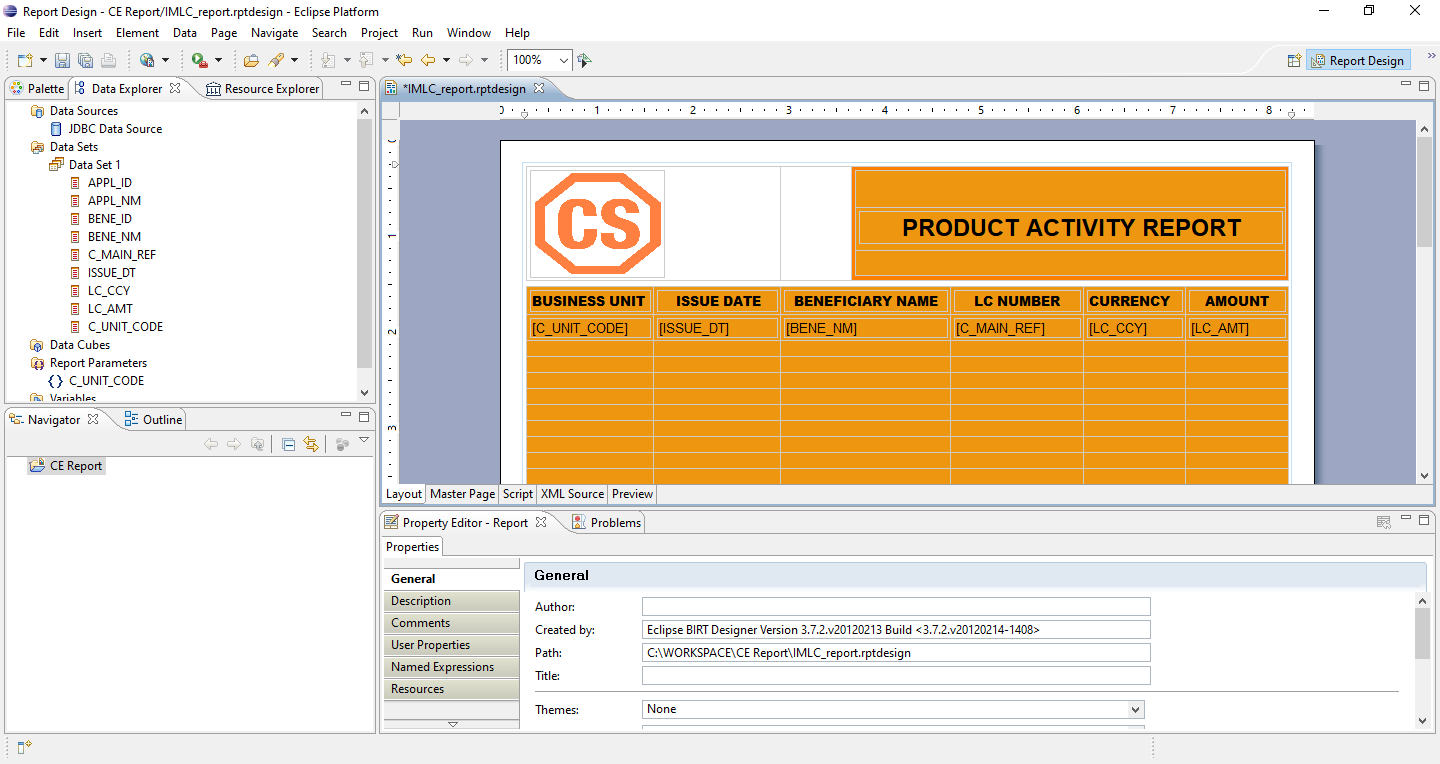 Report Design - CE Report/IMLC_report.rptdesign - Eclipse Platform
File Edit Insert Element Data Page Navigate Search Project Run Window Help
100% Report Design
Palette Data Explorer Resource Explorer
Data Sources
JDBC Data Source
Data Sets
Data Set 1
APPL_ID
APPL_NM
BENE_ID
BENE_NM
C_MAIN_REF
ISSUE_DT
LC_CCY
LC_AMT
C_UNIT_CODE
Data Cubes
Report Parameters
C_UNIT_CODE
Variables
Navigator Outline
CE Report
*IMLC_report.rptdesign
0 1 2 3 4 5 6 7 8
1
2
3
CS
PRODUCT ACTIVITY REPORT
BUSINESS UNIT ISSUE DATE BENEFICIARY NAME LC NUMBER CURRENCY AMOUNT
[C_UNIT_CODE] [ISSUE_DT] [BENE_NM] [C_MAIN_REF] [LC_CCY] [LC_AMT]
Layout Master Page Script XML Source Preview
Property Editor - Report Problems
Properties
General
Description
Comments
User Properties
Named Expressions
Resources
General
Author:
Created by: Eclipse BIRT Designer Version 3.7.2.v20120213 Build <3.7.2.v20120214-1408>
Path: C:\WORKSPACE\CE Report\IMLC_report.rptdesign
Title:
Themes: None